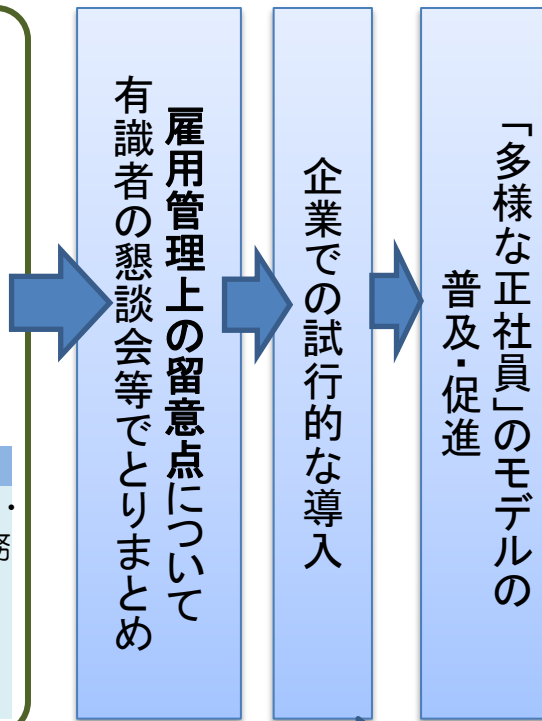 雇用管理上の留意点について
有識者の懇談会等でとりまとめ
企業での試行的な導入
「多様な正社員」のモデルの
普及・促進
・
務